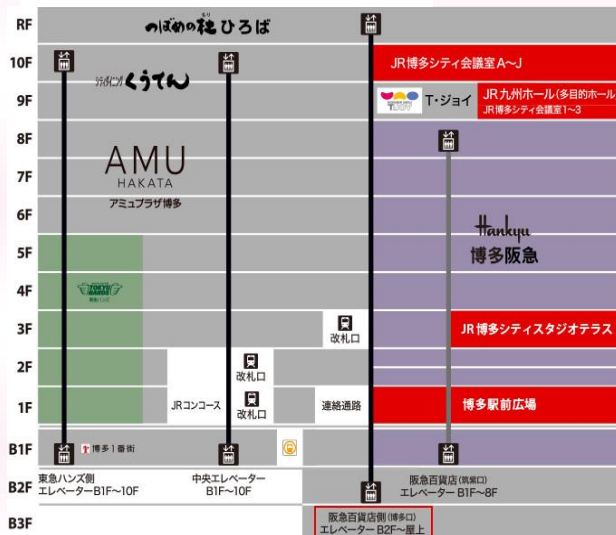 RF
つばめの杜ひろば
10F
シティダイニング くうてん
JR博多シティ会議室A〜J
9F
T・ジョイ
JR九州ホール(多目的ホール)
JR博多シティ会議室1〜3
8F
AMU
HAKATA
アミュプラザ博多
7F
6F
Hankyu
博多阪急
5F
4F
TOKYU HANDS
東急ハンズ
3F
改札口
JR博多シティスタジオテラス
2F
改札口
1F
JRコンコース
改札口
連絡通路
博多駅前広場
B1F
博多1番街
B2F
東急ハンズ側
エレベーターB1F〜10F
中央エレベーター
B1F〜10F
阪急百貨店(筑紫口)
エレベーター B1F〜8F
B3F
阪急百貨店側(博多口)
エレベーター B2F〜屋上